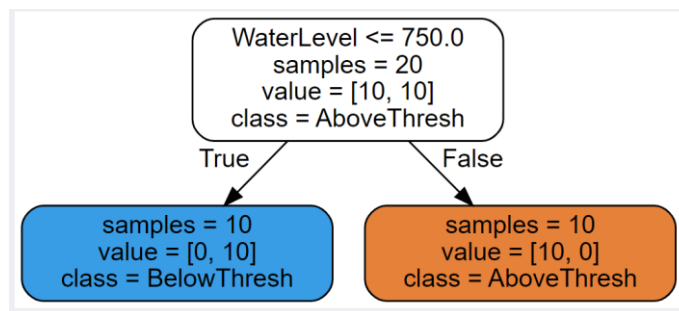 WaterLevel <= 750.0
samples = 20
value = [10, 10]
class = AboveThresh
True
False
samples = 10
value = [0, 10]
class = BelowThresh
samples = 10
value = [10, 0]
class = AboveThresh